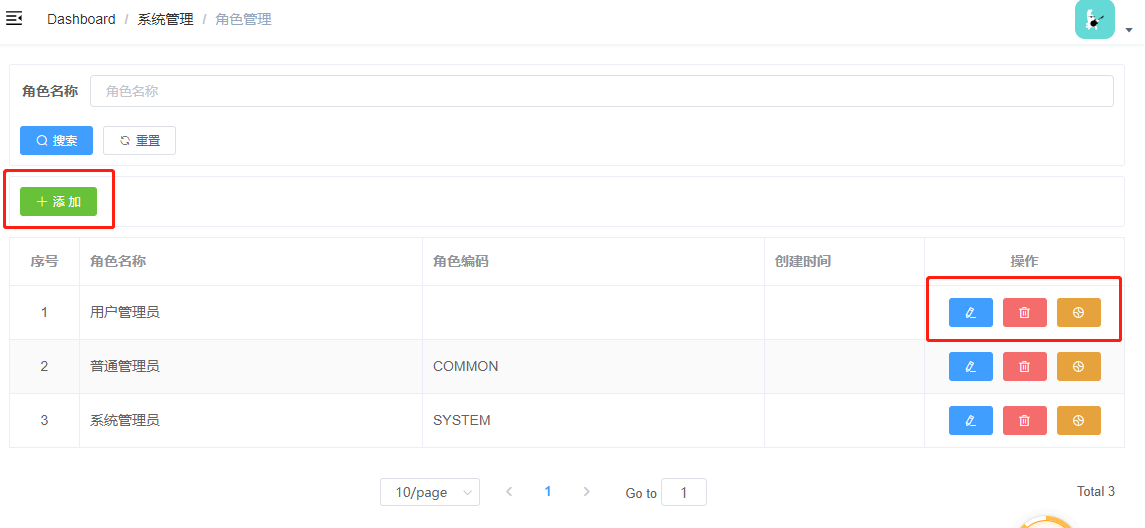 Dashboard / 系统管理 / 角色管理
角色名称 角色名称
搜索 重置
添加
序号 角色名称 角色编码 创建时间 操作
1 用户管理员
2 普通管理员 COMMON
3 系统管理员 SYSTEM
10/page 1 Go to 1 Total 3